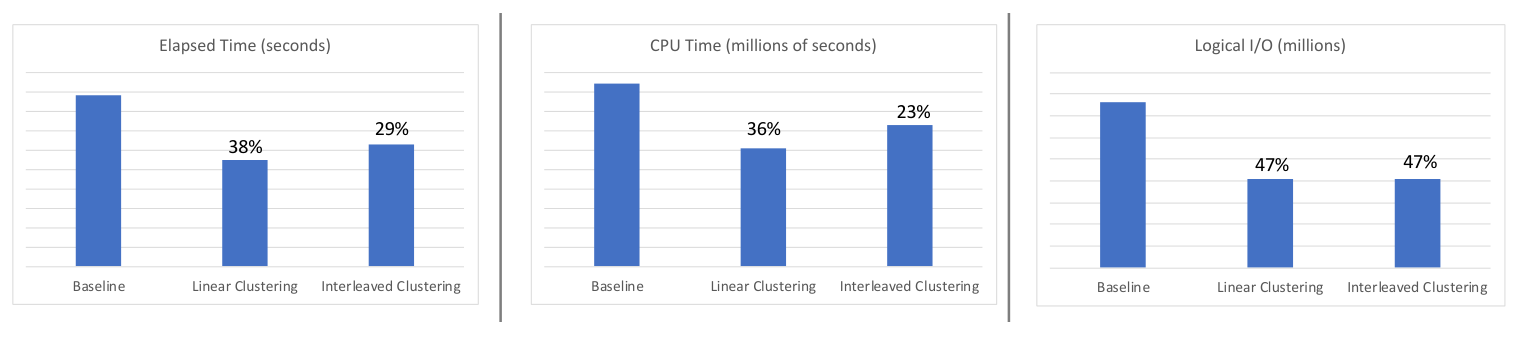 Elapsed Time (seconds)
38%
29%
Baseline
Linear Clustering
Interleaved Clustering
CPU Time (millions of seconds)
36%
23%
Baseline
Linear Clustering
Interleaved Clustering
Logical I/O (millions)
47%
47%
Baseline
Linear Clustering
Interleaved Clustering